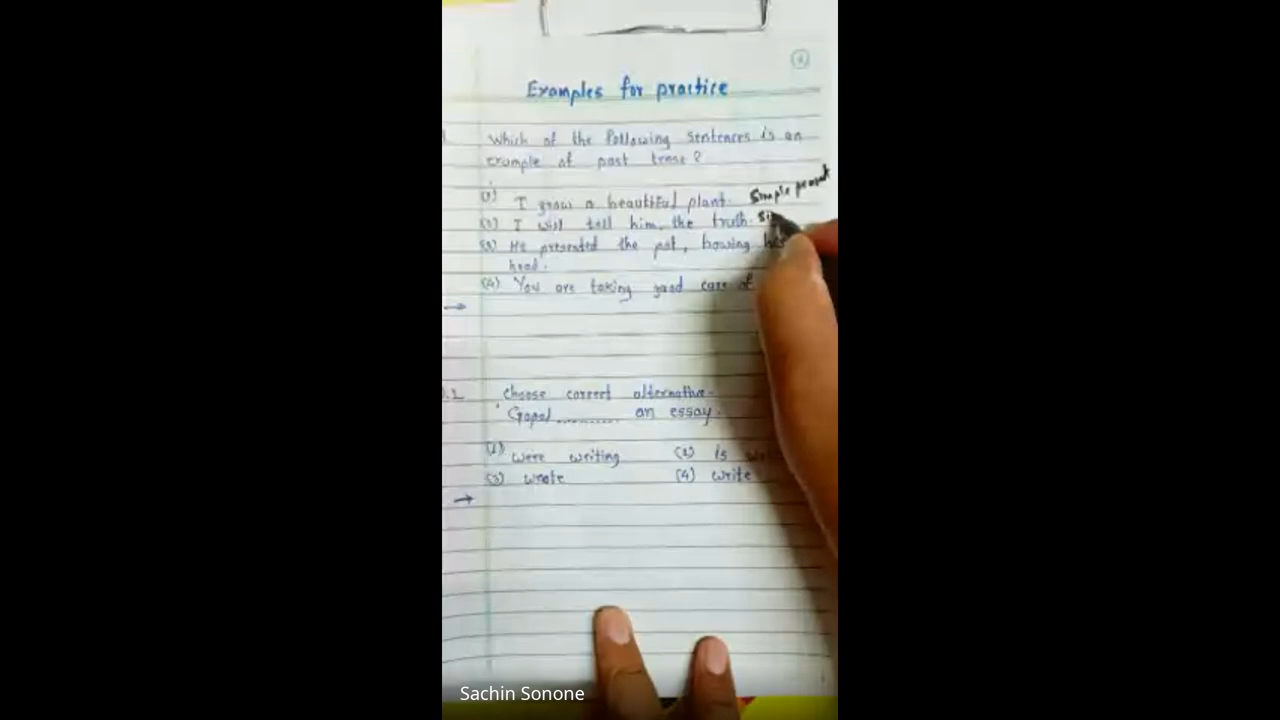 Examples for practice
Which of the following sentences is an
example of past tense?
(1) I grow a beautiful plant. Simple present
(2) I will tell him, the truth. Si
(3) He presented the pot, bowing his
head.
(4) You are taking good care of
Choose correct alternative.
Gopal .............. an essay.
(1) were writing (2) is
(3) wrote (4) write
Sachin Sonone